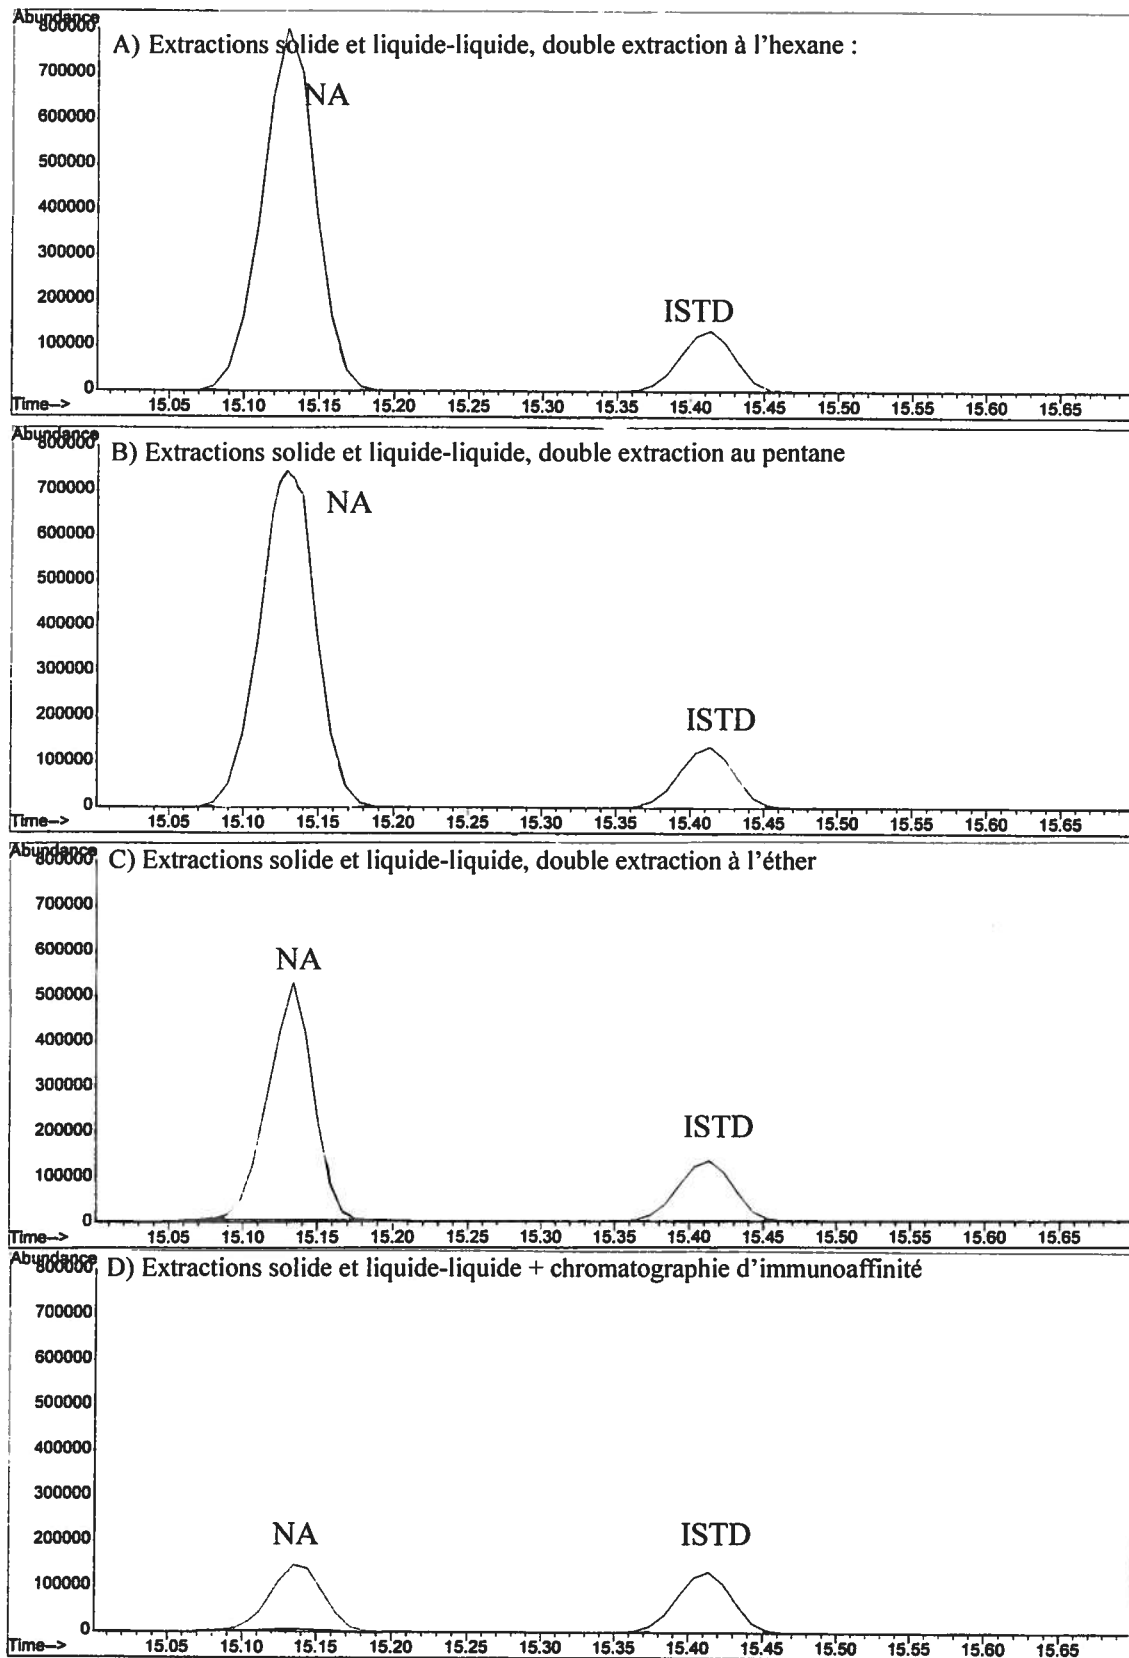 Abundance
800000
A) Extractions solide et liquide-liquide, double extraction à l'hexane :
700000
NA
600000
500000
400000
300000
200000
ISTD
100000
0
Time--> 15.05 15.10 15.15 15.20 15.25 15.30 15.35 15.40 15.45 15.50 15.55 15.60 15.65
Abundance
800000
B) Extractions solide et liquide-liquide, double extraction au pentane
700000
NA
600000
500000
400000
300000
200000
ISTD
100000
0
Time--> 15.05 15.10 15.15 15.20 15.25 15.30 15.35 15.40 15.45 15.50 15.55 15.60 15.65
Abundance
800000
C) Extractions solide et liquide-liquide, double extraction à l'éther
700000
600000
NA
500000
400000
300000
200000
ISTD
100000
0
Time--> 15.05 15.10 15.15 15.20 15.25 15.30 15.35 15.40 15.45 15.50 15.55 15.60 15.65
Abundance
800000
D) Extractions solide et liquide-liquide + chromatographie d'immunoaffinité
700000
600000
500000
400000
300000
200000
NA ISTD
100000
0
Time--> 15.05 15.10 15.15 15.20 15.25 15.30 15.35 15.40 15.45 15.50 15.55 15.60 15.65